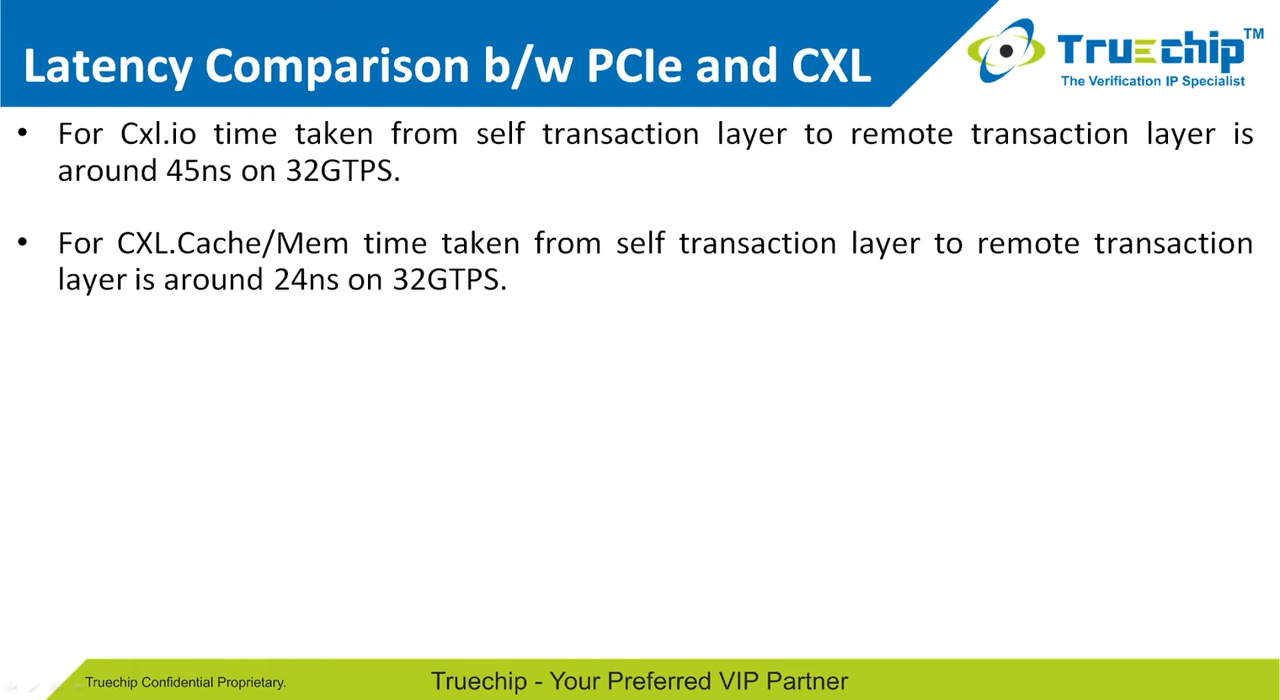 Latency Comparison b/w PCIe and CXL
Truechip™
The Verification IP Specialist
• For Cxl.io time taken from self transaction layer to remote transaction layer is
around 45ns on 32GTPS.
• For CXL.Cache/Mem time taken from self transaction layer to remote transaction
layer is around 24ns on 32GTPS.
Truechip Confidential Proprietary.
Truechip - Your Preferred VIP Partner